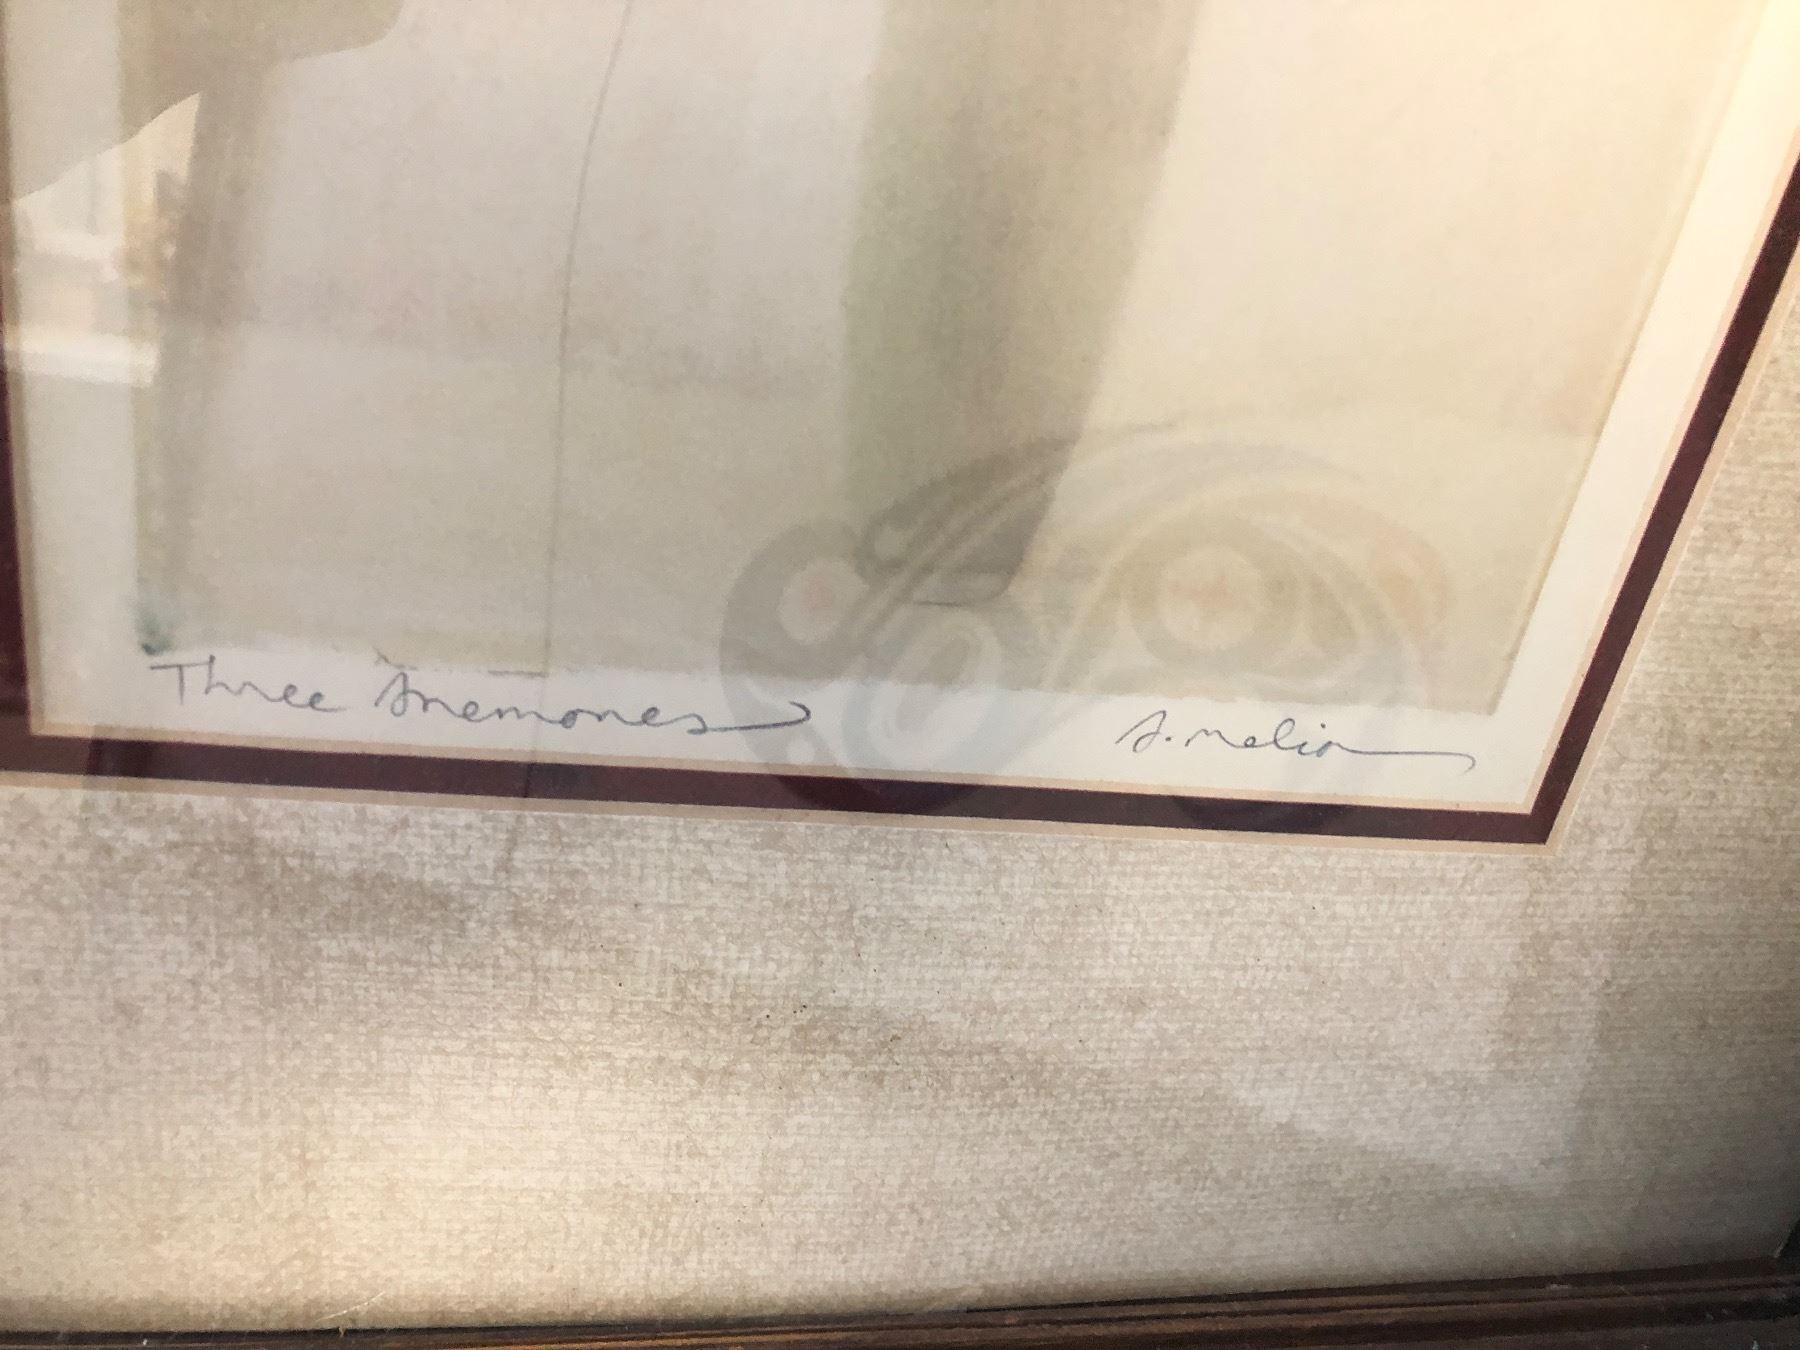 Three Anemones
A. Melin